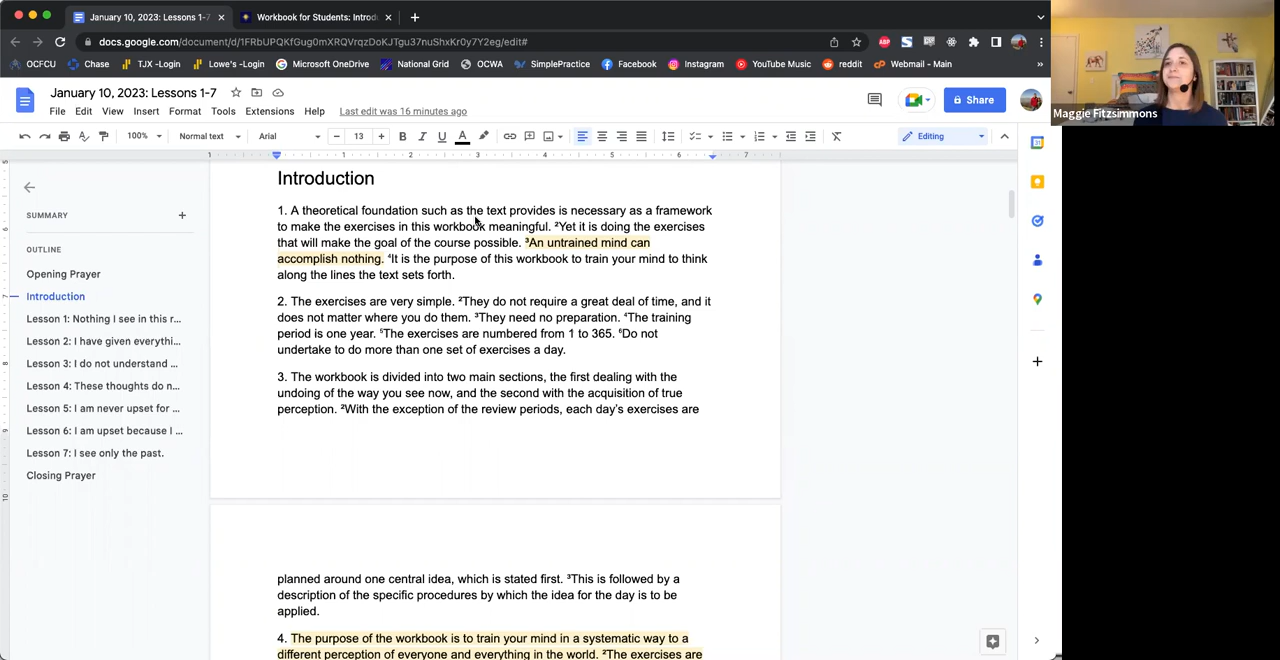 January 10, 2023: Lessons 1-7
Workbook for Students: Introdu
docs.google.com/document/d/1FRbUPQKfGug0mXRQVrqzDoKJTgu37nuShxKr0y7Y2eg/edit#
OCFCU
Chase
TJX -Login
Lowe's -Login
Microsoft OneDrive
National Grid
OCWA
SimplePractice
Facebook
Instagram
YouTube Music
reddit
Webmail - Main
Maggie Fitzsimmons
January 10, 2023: Lessons 1-7
File Edit View Insert Format Tools Extensions Help Last edit was 16 minutes ago
Share
100% Normal text Arial 13 Editing
SUMMARY
OUTLINE
Opening Prayer
Introduction
Lesson 1: Nothing I see in this r...
Lesson 2: I have given everythi...
Lesson 3: I do not understand ...
Lesson 4: These thoughts do n...
Lesson 5: I am never upset for ...
Lesson 6: I am upset because I ...
Lesson 7: I see only the past.
Closing Prayer
Introduction
1. A theoretical foundation such as the text provides is necessary as a framework
to make the exercises in this workbook meaningful. ²Yet it is doing the exercises
that will make the goal of the course possible. ³An untrained mind can
accomplish nothing. ⁴It is the purpose of this workbook to train your mind to think
along the lines the text sets forth.
2. The exercises are very simple. ²They do not require a great deal of time, and it
does not matter where you do them. ³They need no preparation. ⁴The training
period is one year. ⁵The exercises are numbered from 1 to 365. ⁶Do not
undertake to do more than one set of exercises a day.
3. The workbook is divided into two main sections, the first dealing with the
undoing of the way you see now, and the second with the acquisition of true
perception. ²With the exception of the review periods, each day's exercises are
planned around one central idea, which is stated first. ³This is followed by a
description of the specific procedures by which the idea for the day is to be
applied.
4. The purpose of the workbook is to train your mind in a systematic way to a
different perception of everyone and everything in the world. ²The exercises are